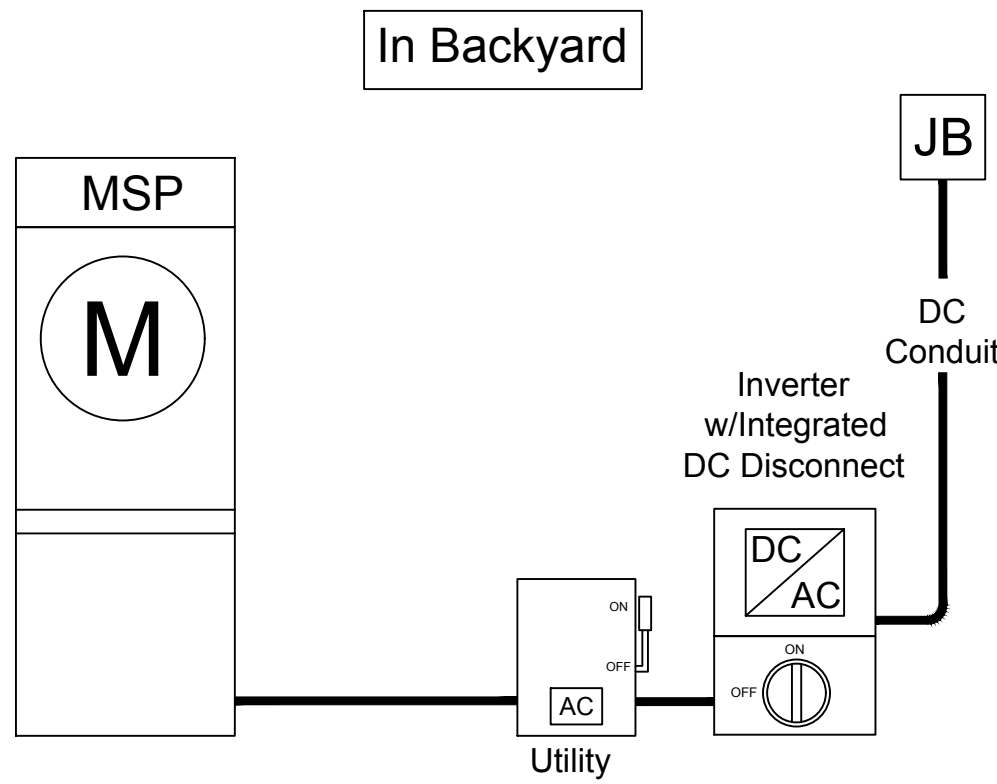 In Backyard
JB
MSP
M
DC
Conduit
Inverter
w/Integrated
DC Disconnect
DC
AC
ON
OFF
AC
ON
OFF
Utility